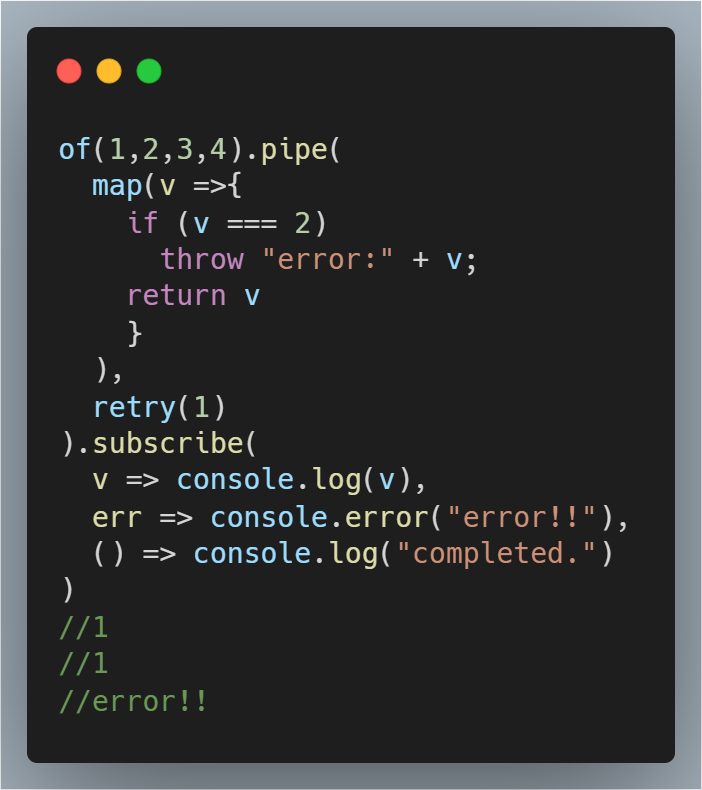 of(1,2,3,4).pipe(
  map(v =>{
    if (v === 2)
      throw "error:" + v;
    return v
    }
  ),
  retry(1)
).subscribe(
  v => console.log(v),
  err => console.error("error!!"),
  () => console.log("completed.")
)
//1
//1
//error!!